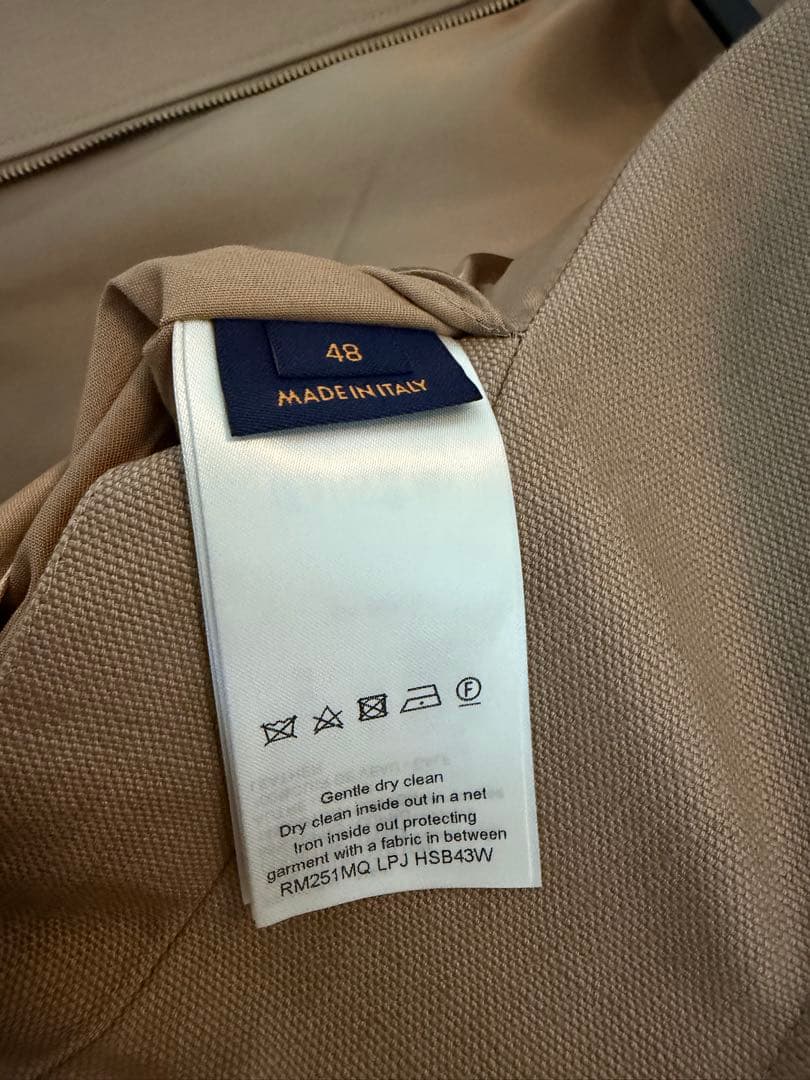 48
MADE IN ITALY
F
Gentle dry clean
Dry clean inside out in a net
Iron inside out protecting
garment with a fabric in between
RM251MQ LPJ HSB43W